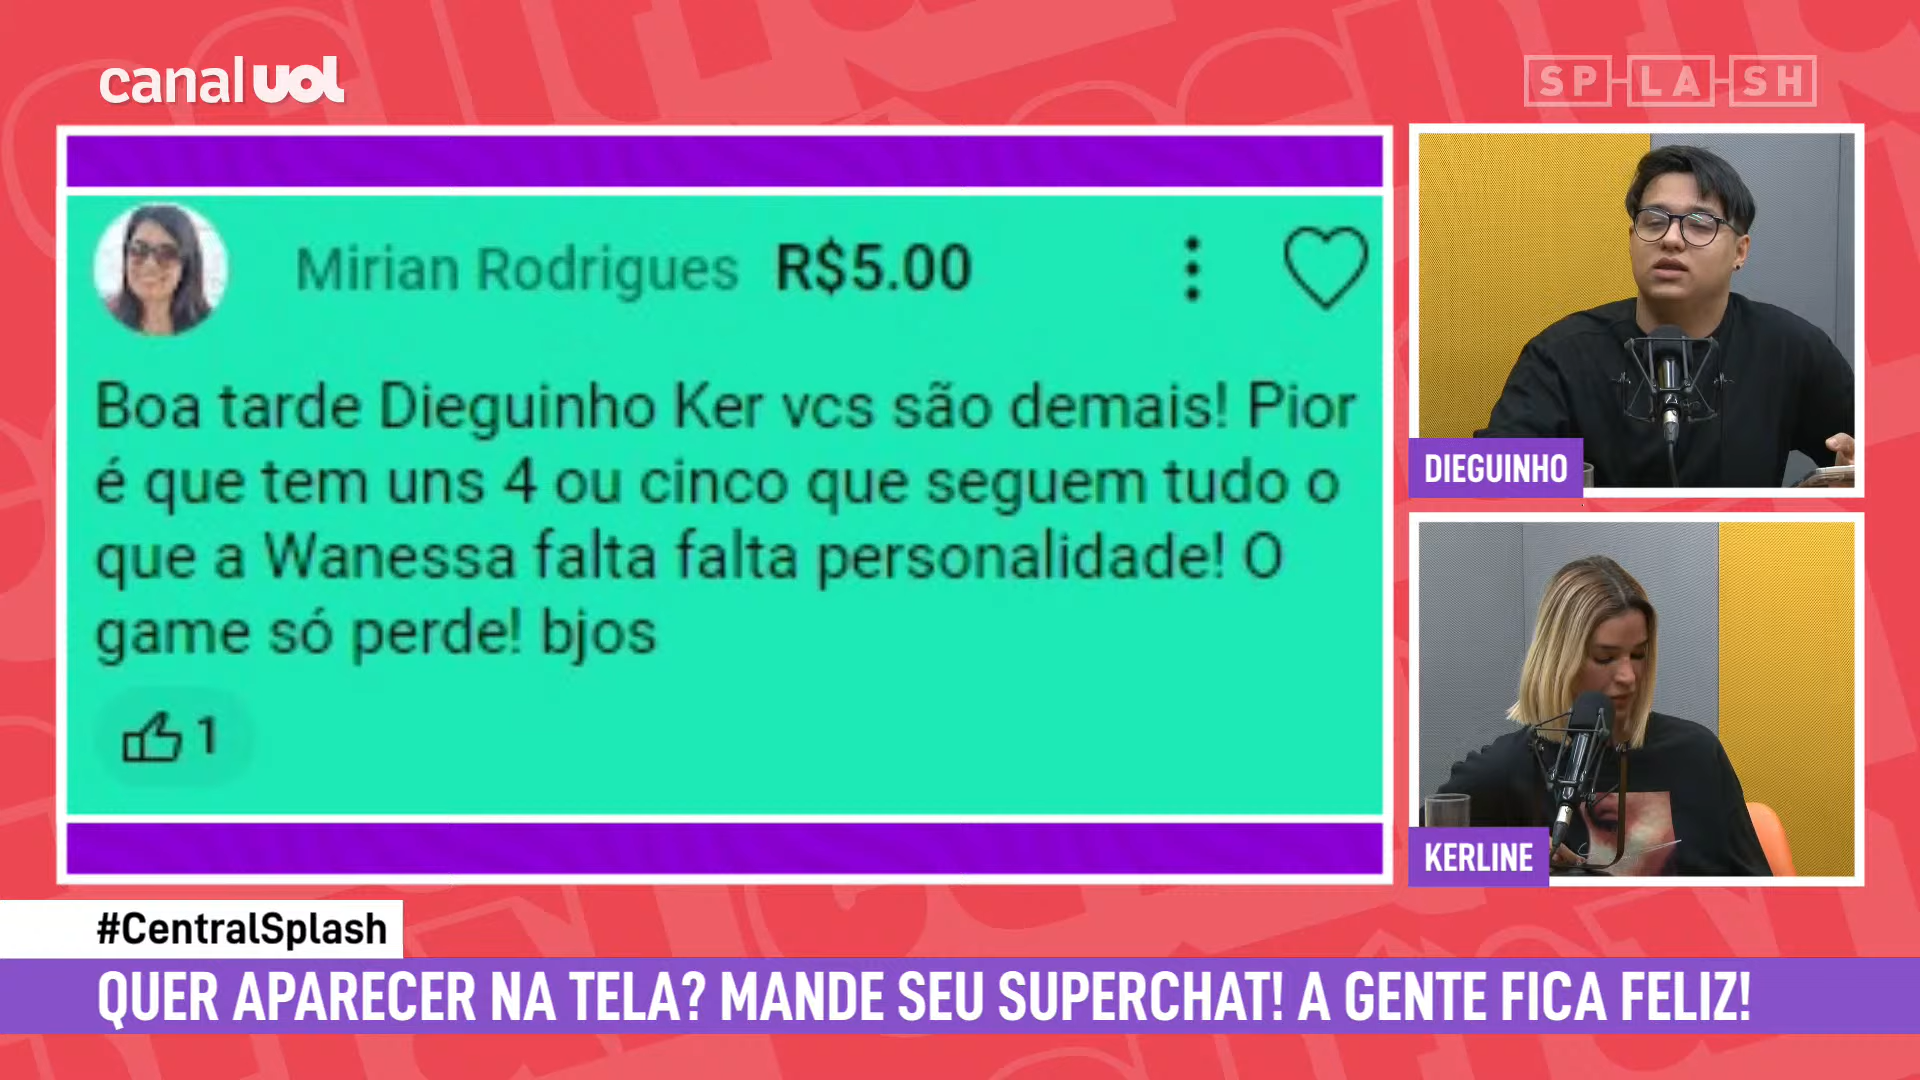 canal uol
SPLASH
Mirian Rodrigues R$5.00
Boa tarde Dieguinho Ker vcs são demais! Pior
é que tem uns 4 ou cinco que seguem tudo o
que a Wanessa falta falta personalidade! O
game só perde! bjos
1
DIEGUINHO
KERLINE
#CentralSplash
QUER APARECER NA TELA? MANDE SEU SUPERCHAT! A GENTE FICA FELIZ!